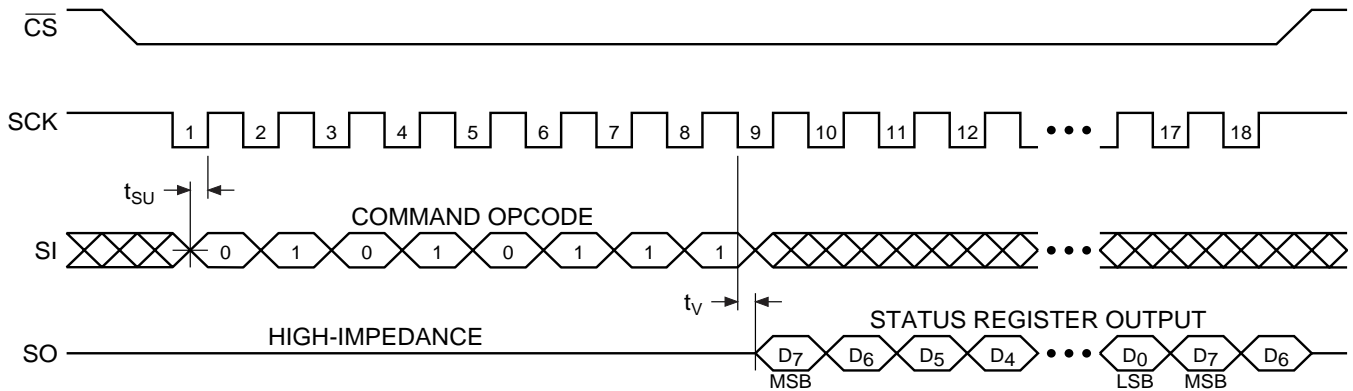 CS
SCK 1 2 3 4 5 6 7 8 9 10 11 12 ••• 17 18
tSU
COMMAND OPCODE
SI 0 1 0 1 0 1 1 1 •••
tV
HIGH-IMPEDANCE STATUS REGISTER OUTPUT
SO D7 D6 D5 D4 ••• D0 D7 D6
MSB LSB MSB